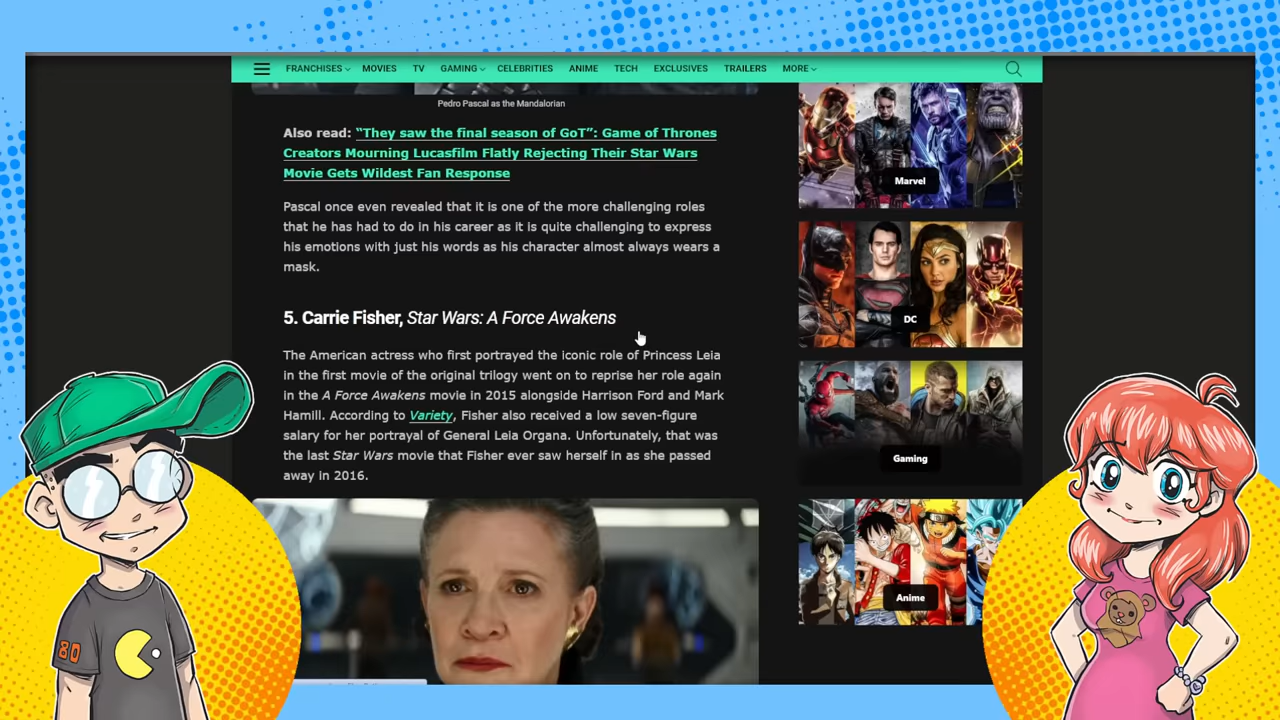 FRANCHISES MOVIES TV GAMING CELEBRITIES ANIME TECH EXCLUSIVES TRAILERS MORE
Pedro Pascal as the Mandalorian
Also read: “They saw the final season of GoT”: Game of Thrones
Creators Mourning Lucasfilm Flatly Rejecting Their Star Wars
Movie Gets Wildest Fan Response
Pascal once even revealed that it is one of the more challenging roles
that he has had to do in his career as it is quite challenging to express
his emotions with just his words as his character almost always wears a
mask.
5. Carrie Fisher, Star Wars: A Force Awakens
The American actress who first portrayed the iconic role of Princess Leia
in the first movie of the original trilogy went on to reprise her role again
in the A Force Awakens movie in 2015 alongside Harrison Ford and Mark
Hamill. According to Variety, Fisher also received a low seven-figure
salary for her portrayal of General Leia Organa. Unfortunately, that was
the last Star Wars movie that Fisher ever saw herself in as she passed
away in 2016.
Marvel
DC
Gaming
Anime
80